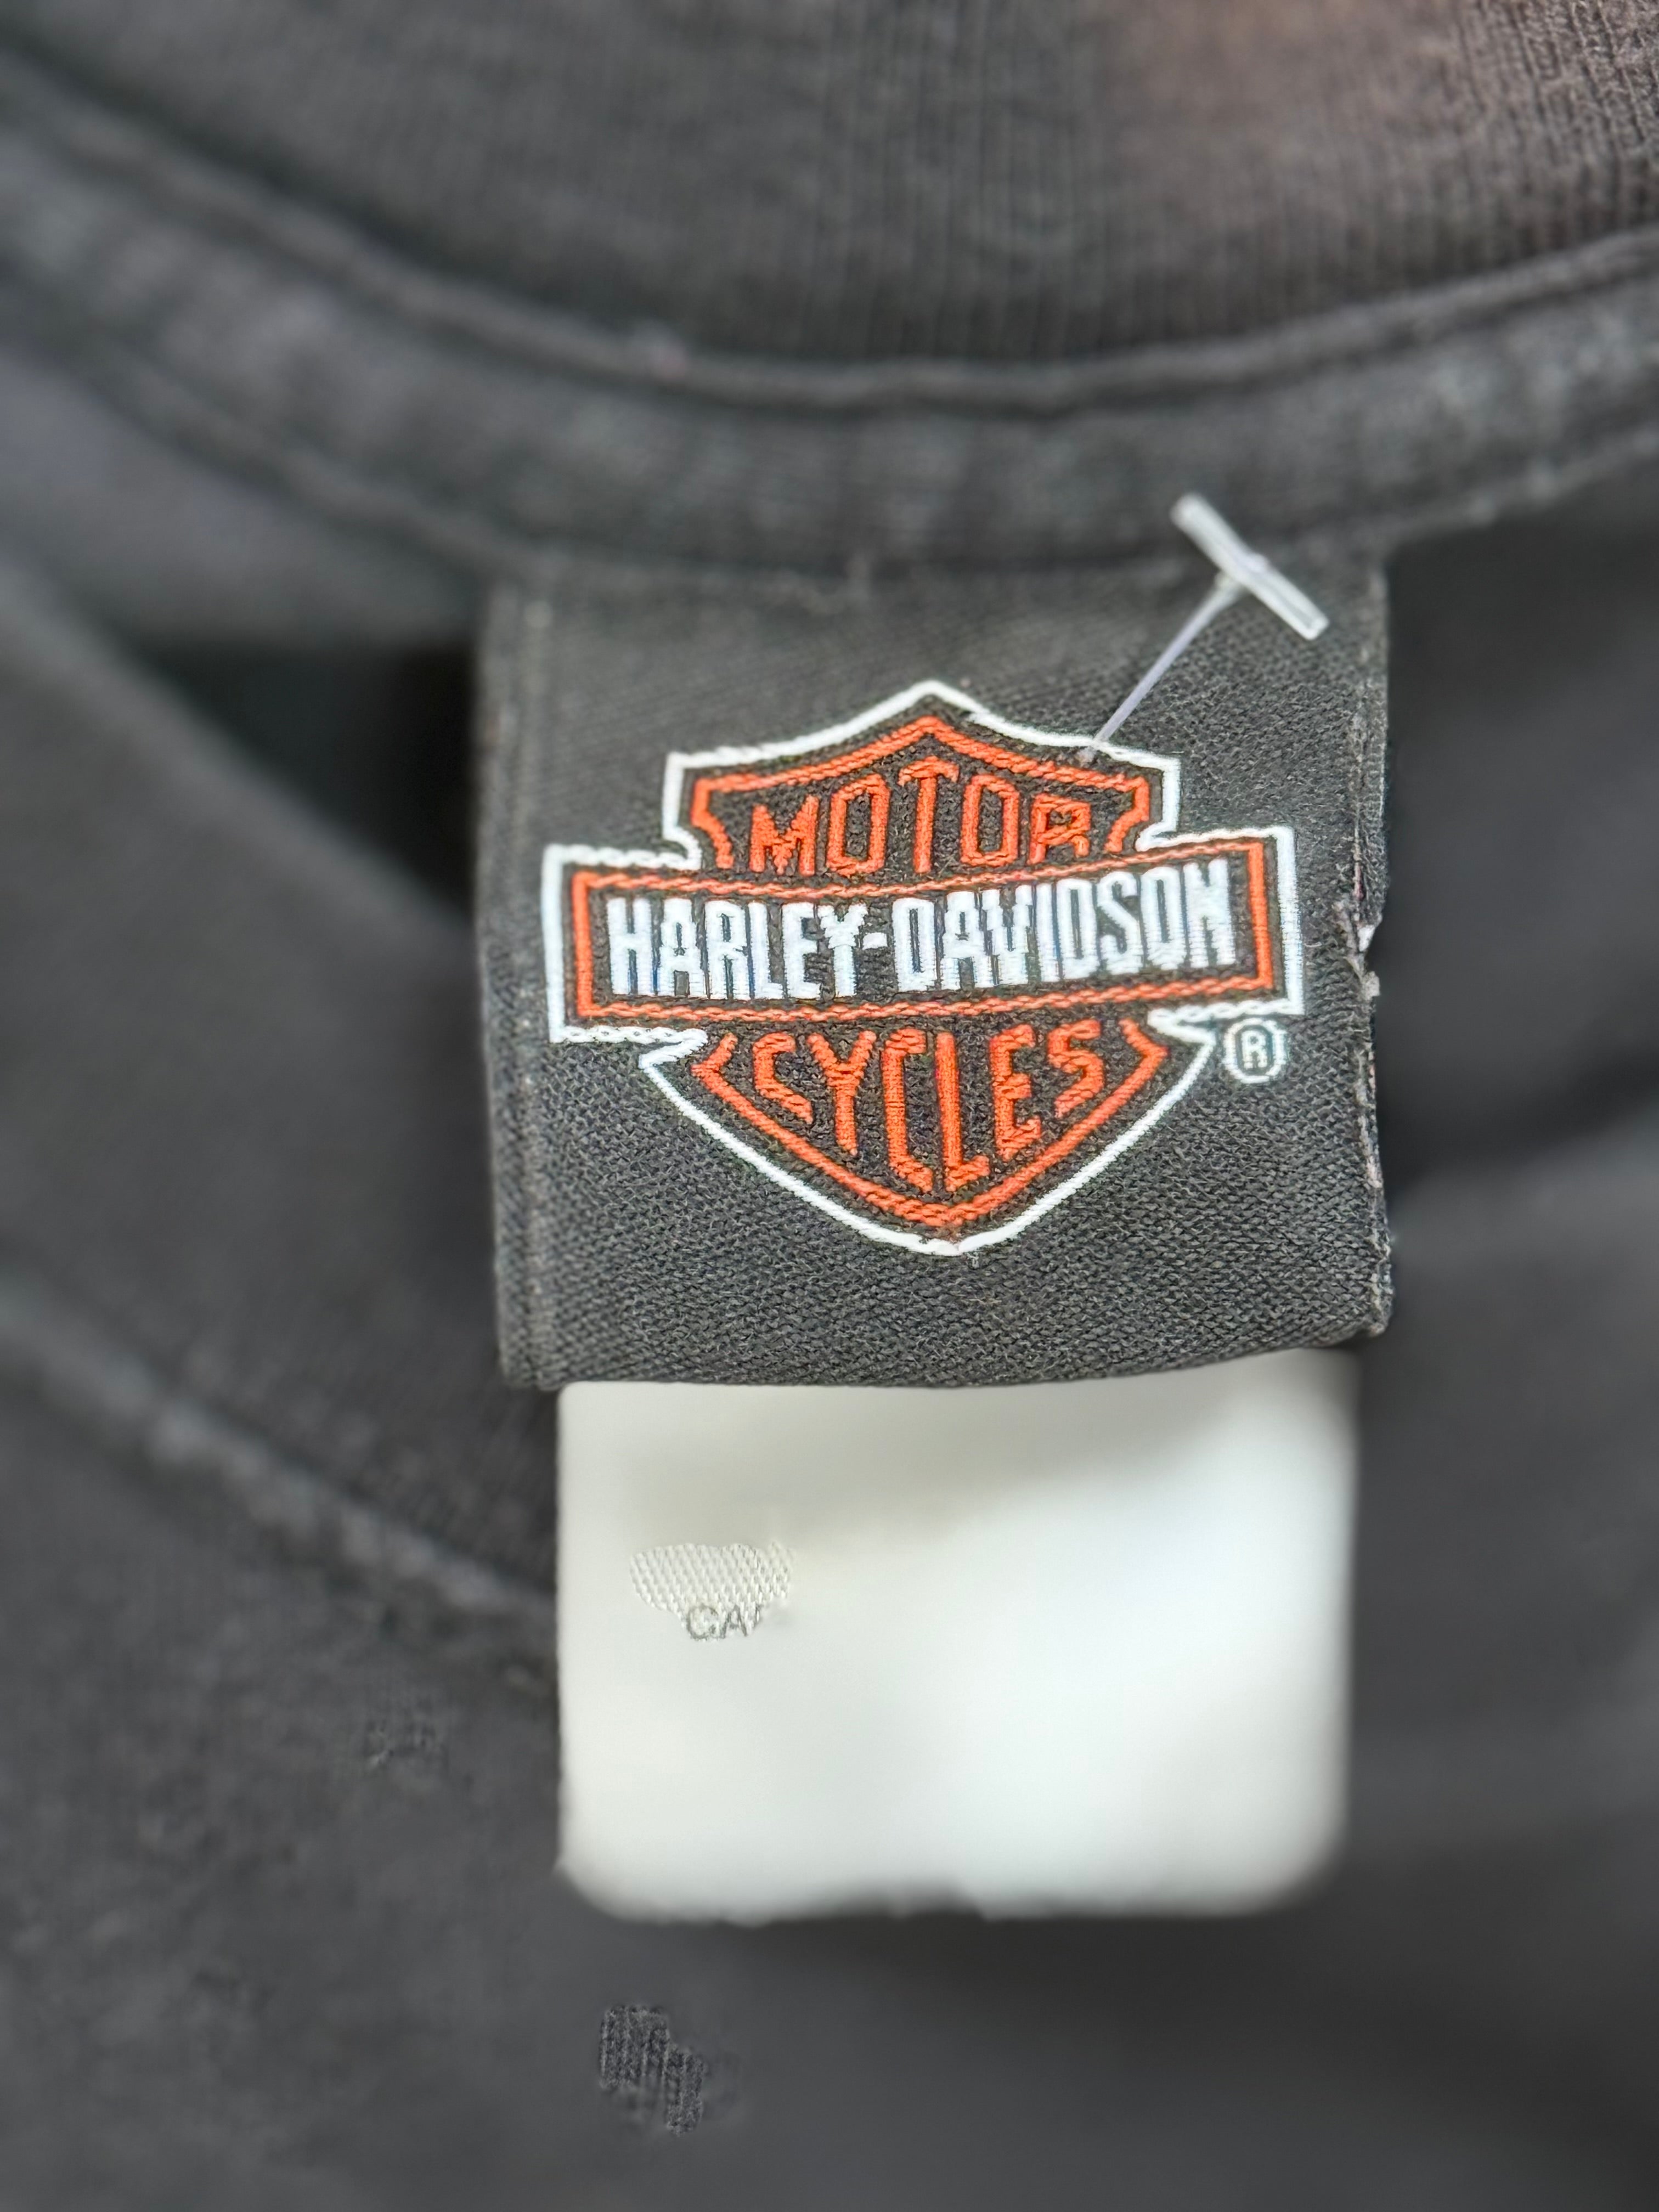 MOTOR
HARLEY-DAVIDSON
CYCLES
®